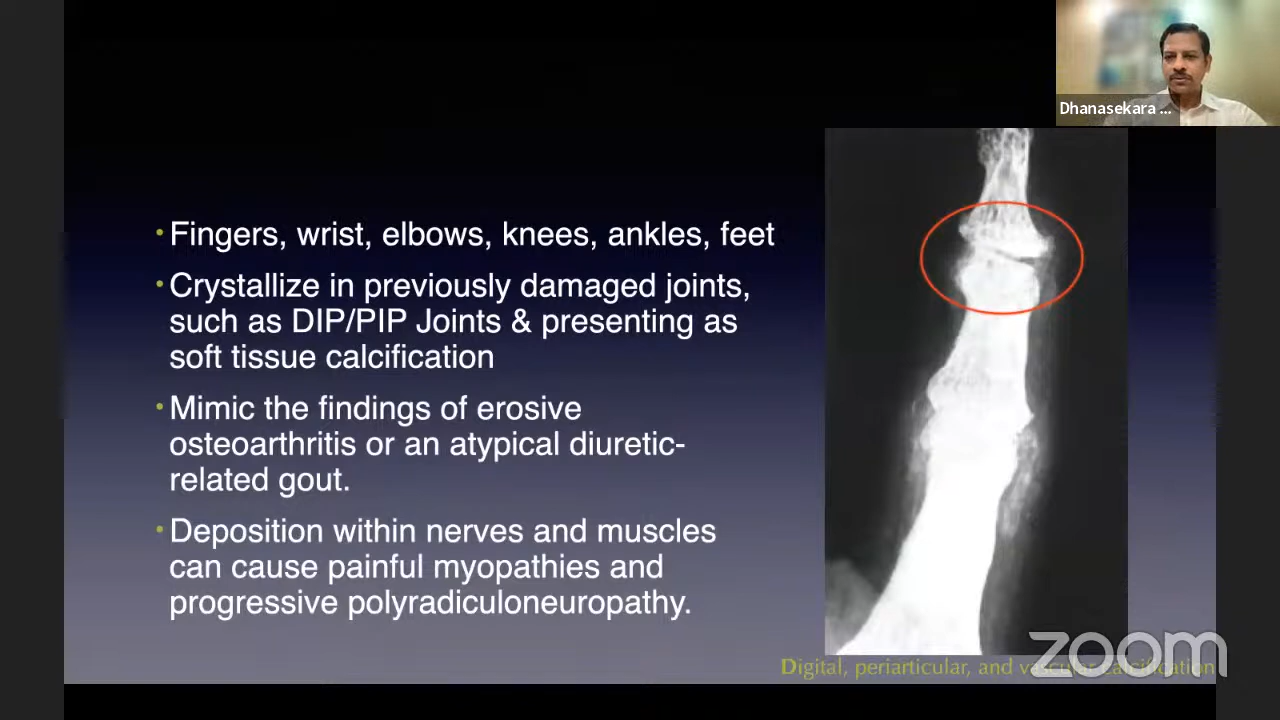 Dhanasekara ...
• Fingers, wrist, elbows, knees, ankles, feet
• Crystallize in previously damaged joints,
such as DIP/PIP Joints & presenting as
soft tissue calcification
• Mimic the findings of erosive
osteoarthritis or an atypical diuretic-
related gout.
• Deposition within nerves and muscles
can cause painful myopathies and
progressive polyradiculoneuropathy.
Digital, periarticular, and vascular calcification
zoom